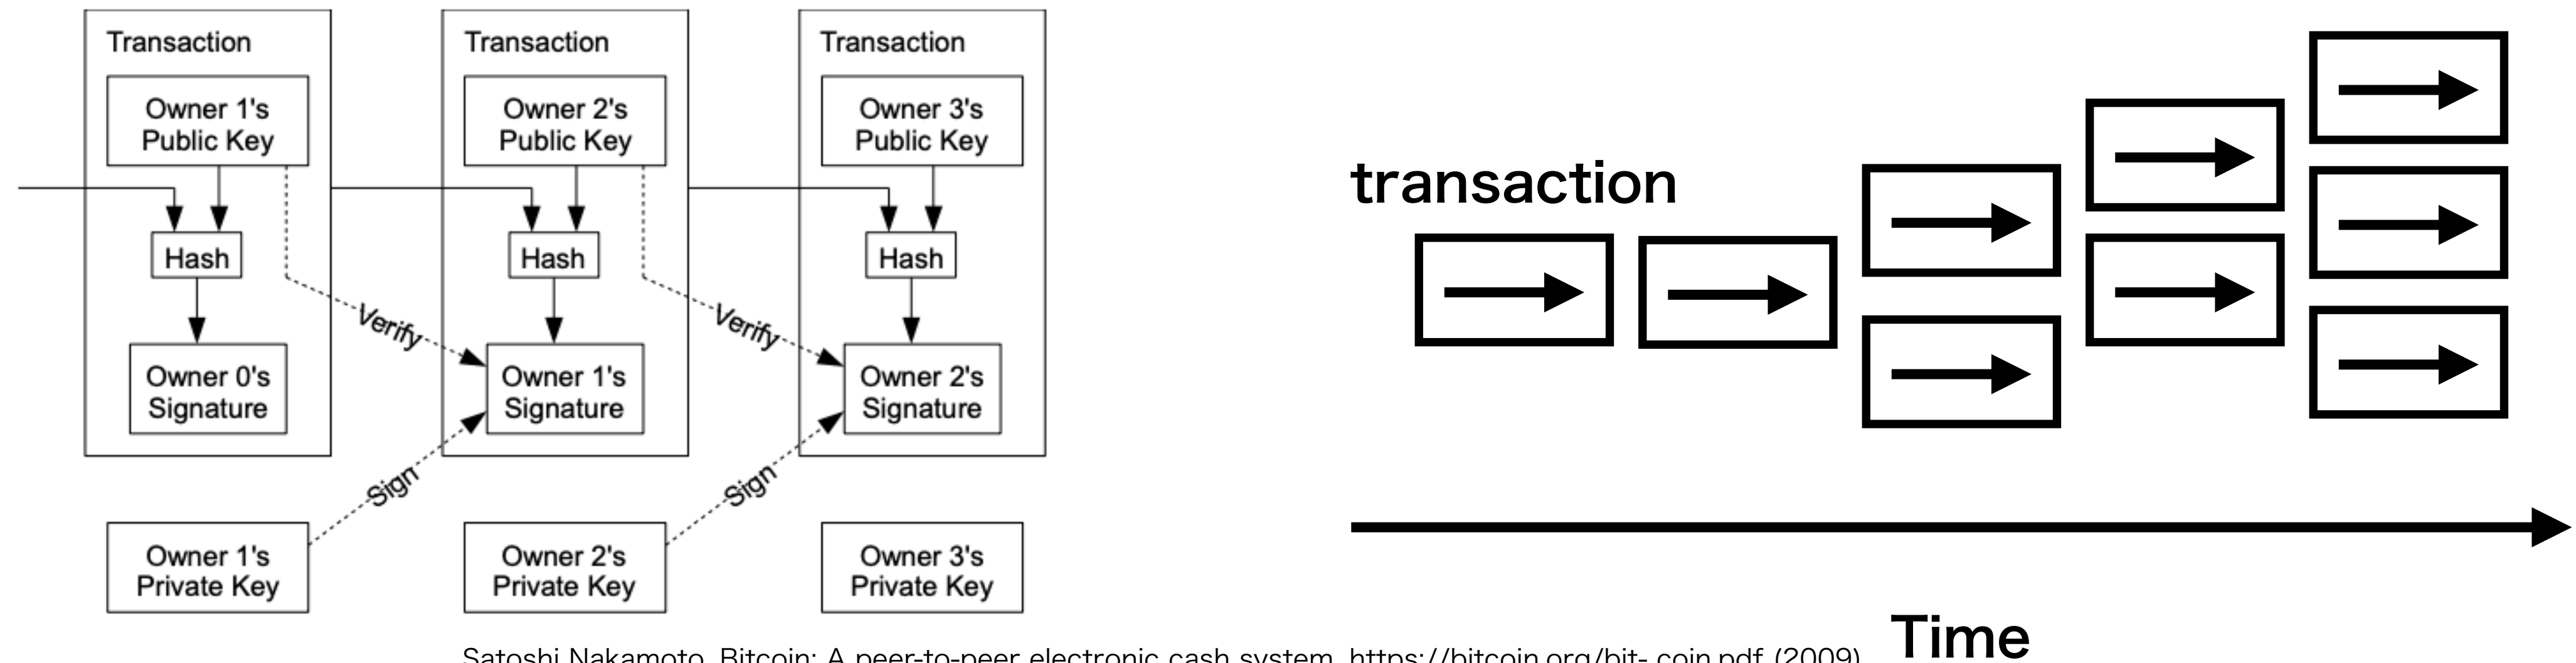 Transaction
Owner 1's
Public Key
Hash
Owner 0's
Signature
Owner 1's
Private Key
Verify
Sign
Transaction
Owner 2's
Public Key
Hash
Owner 1's
Signature
Owner 2's
Private Key
Verify
Sign
Transaction
Owner 3's
Public Key
Hash
Owner 2's
Signature
Owner 3's
Private Key
transaction
Time
Satoshi Nakamoto. Bitcoin: A peer-to-peer electronic cash system. https://bitcoin.org/bit- coin.pdf. (2009)